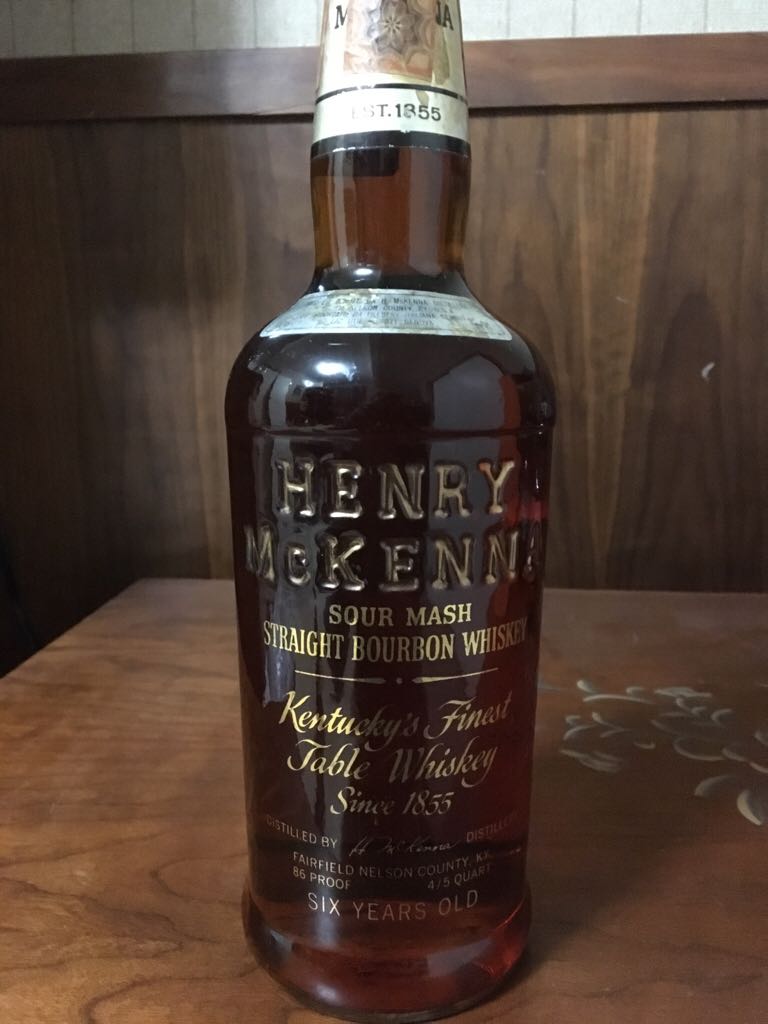 EST.1855
HENRY
McKENNA
SOUR MASH
STRAIGHT BOURBON WHISKEY
Kentucky's Finest
Table Whiskey
Since 1855
DISTILLED BY H. McKenna
FAIRFIELD NELSON COUNTY, KY.
86 PROOF 4/5 QUART
SIX YEARS OLD